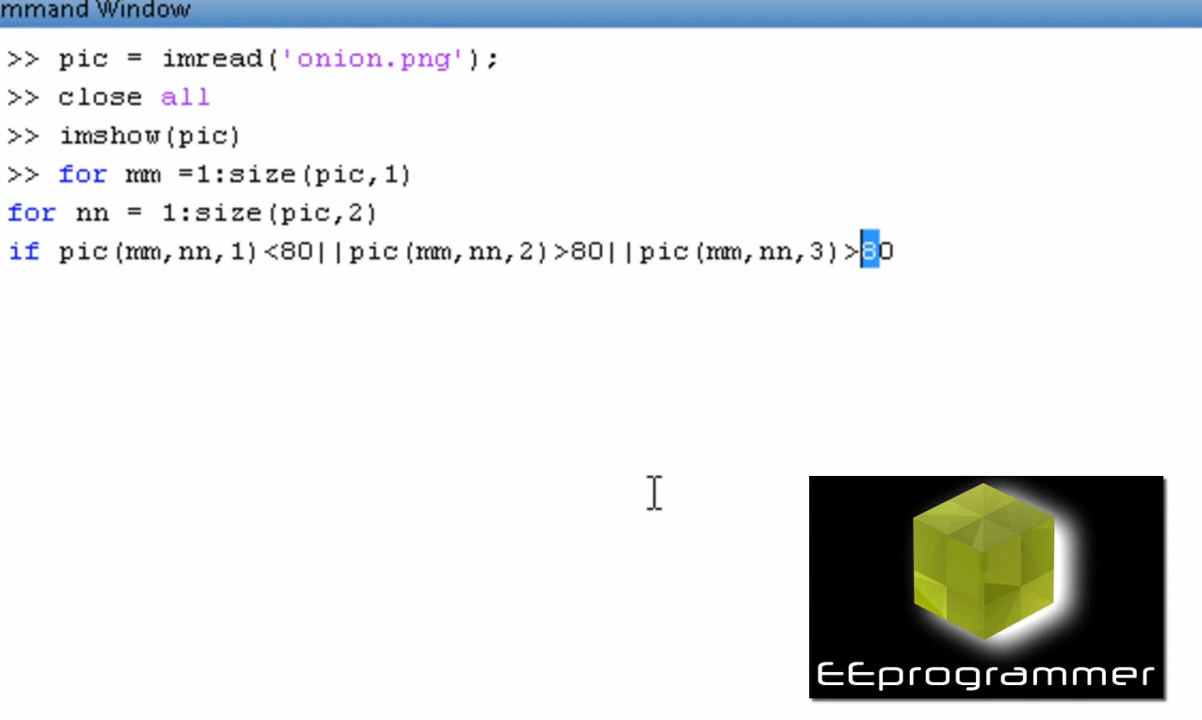 mmand Window
>> pic = imread('onion.png');
>> close all
>> imshow(pic)
>> for mm =1:size(pic,1)
for nn = 1:size(pic,2)
if pic(mm,nn,1)<80||pic(mm,nn,2)>80||pic(mm,nn,3)>80
EEprogrammer